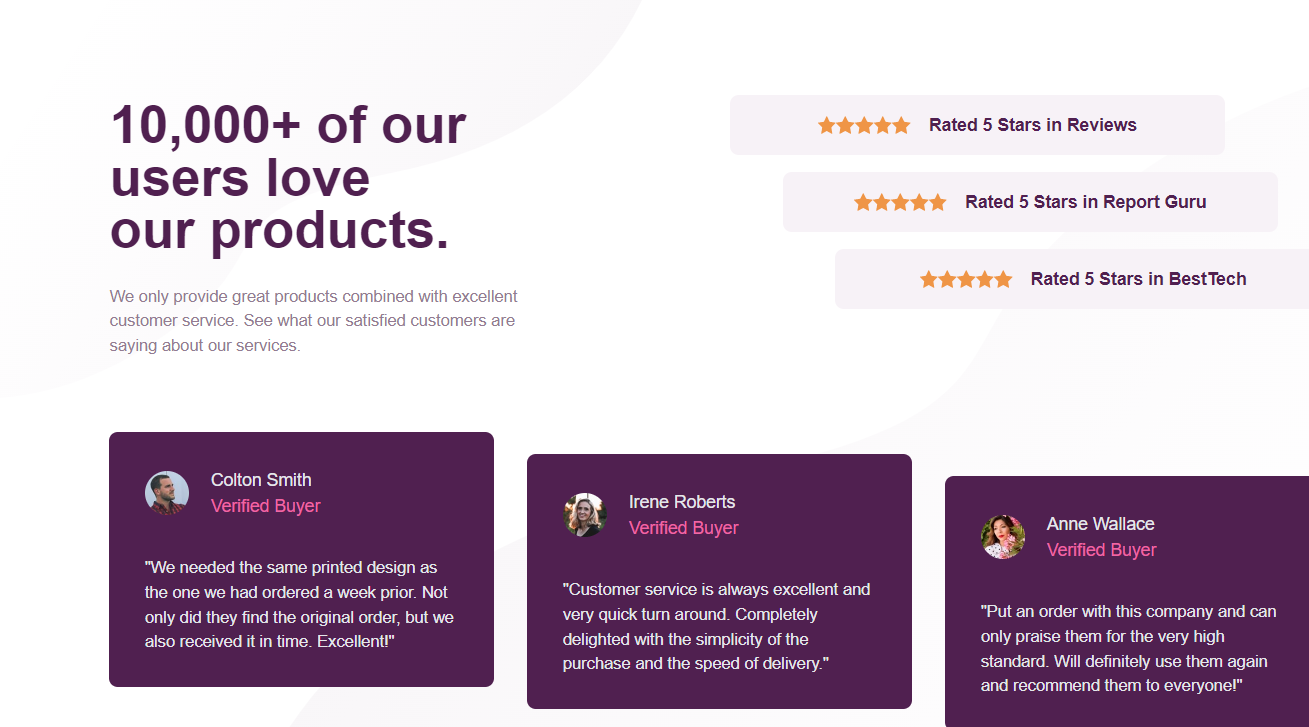 10,000+ of our
users love
our products.
We only provide great products combined with excellent
customer service. See what our satisfied customers are
saying about our services.
Rated 5 Stars in Reviews
Rated 5 Stars in Report Guru
Rated 5 Stars in BestTech
Colton Smith
Verified Buyer
"We needed the same printed design as
the one we had ordered a week prior. Not
only did they find the original order, but we
also received it in time. Excellent!"
Irene Roberts
Verified Buyer
"Customer service is always excellent and
very quick turn around. Completely
delighted with the simplicity of the
purchase and the speed of delivery."
Anne Wallace
Verified Buyer
"Put an order with this company and can
only praise them for the very high
standard. Will definitely use them again
and recommend them to everyone!"